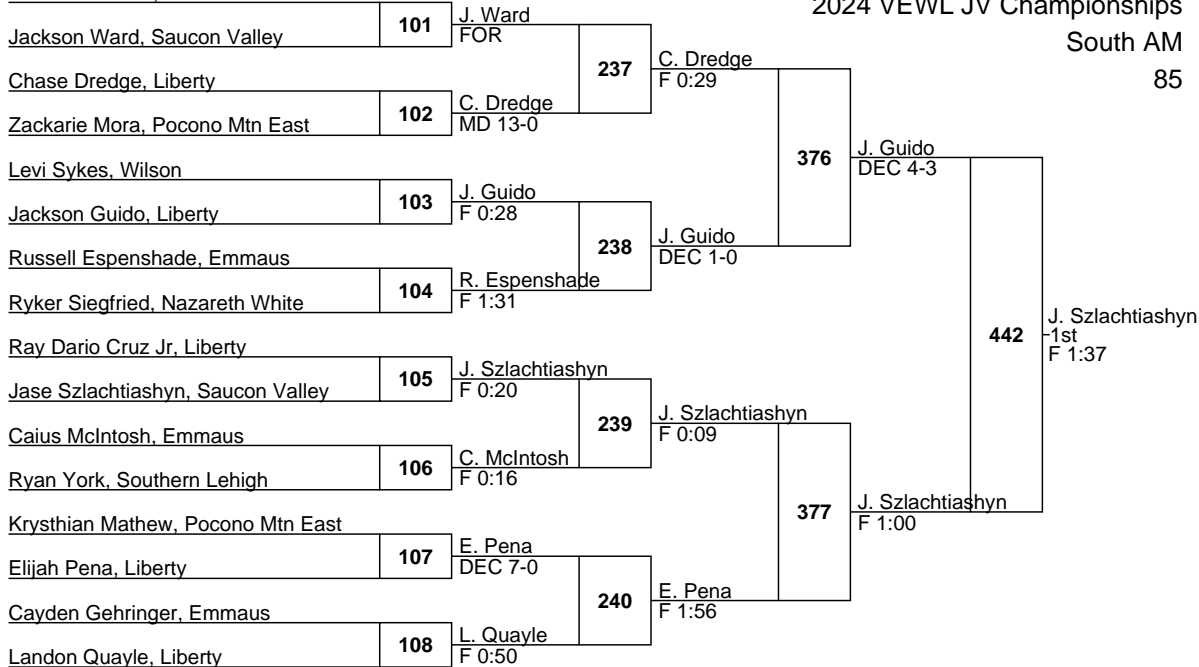 2024 VEWL JV Championships
South AM
85
Jackson Ward, Saucon Valley
Chase Dredge, Liberty
Zackarie Mora, Pocono Mtn East
Levi Sykes, Wilson
Jackson Guido, Liberty
Russell Espenshade, Emmaus
Ryker Siegfried, Nazareth White
Ray Dario Cruz Jr, Liberty
Jase Szlachtiashyn, Saucon Valley
Caius McIntosh, Emmaus
Ryan York, Southern Lehigh
Krysthian Mathew, Pocono Mtn East
Elijah Pena, Liberty
Cayden Gehringer, Emmaus
Landon Quayle, Liberty
101
J. Ward
FOR
102
C. Dredge
MD 13-0
103
J. Guido
F 0:28
104
R. Espenshade
F 1:31
105
J. Szlachtiashyn
F 0:20
106
C. McIntosh
F 0:16
107
E. Pena
DEC 7-0
108
L. Quayle
F 0:50
237
C. Dredge
F 0:29
238
J. Guido
DEC 1-0
239
J. Szlachtiashyn
F 0:09
240
E. Pena
F 1:56
376
J. Guido
DEC 4-3
377
J. Szlachtiashyn
F 1:00
442
J. Szlachtiashyn
1st
F 1:37